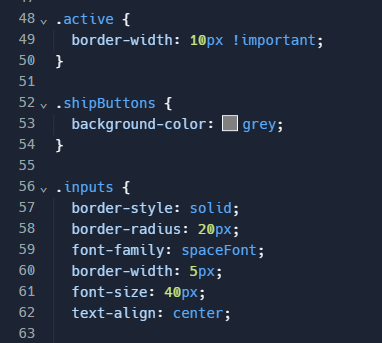 48 .active {
49 border-width: 10px !important;
50 }
51
52 .shipButtons {
53 background-color: grey;
54 }
55
56 .inputs {
57 border-style: solid;
58 border-radius: 20px;
59 font-family: spaceFont;
60 border-width: 5px;
61 font-size: 40px;
62 text-align: center;
63